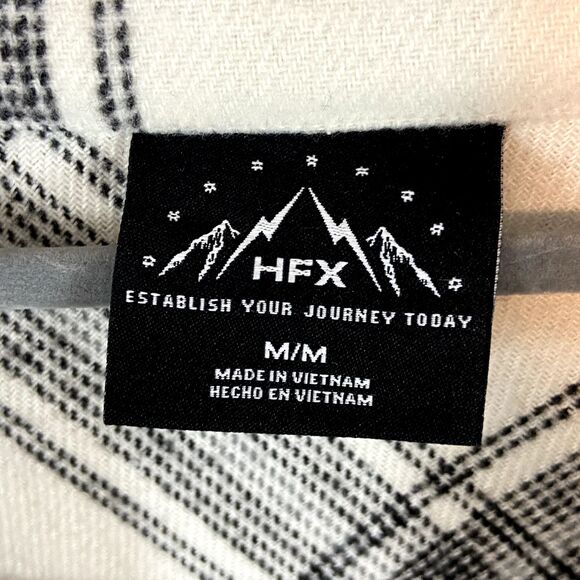 HFX
ESTABLISH YOUR JOURNEY TODAY
M/M
MADE IN VIETNAM
HECHO EN VIETNAM